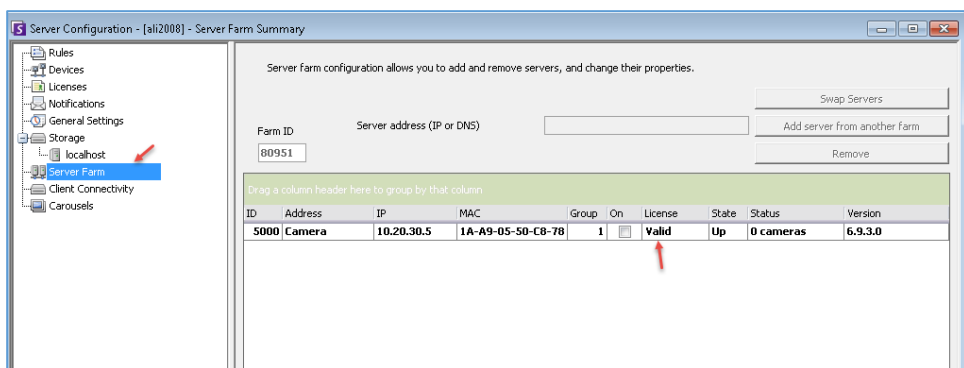 Server Configuration - [ali2008] - Server Farm Summary
Rules
Devices
Licenses
Notifications
General Settings
Storage
localhost
Server Farm
Client Connectivity
Carousels
Server farm configuration allows you to add and remove servers, and change their properties.
Swap Servers
Farm ID Server address (IP or DNS) Add server from another farm
80951 Remove
Drag a column header here to group by that column
ID Address IP MAC Group On License State Status Version
5000 Camera 10.20.30.5 1A-A9-05-50-C8-78 1 Valid Up 0 cameras 6.9.3.0